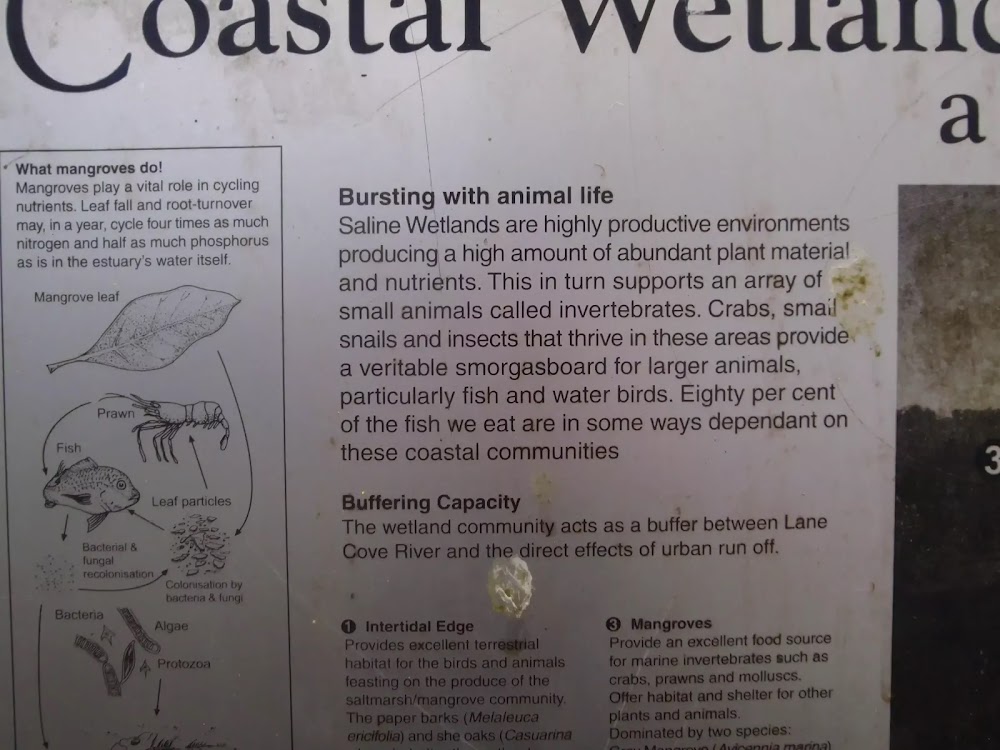 Coastal Wetland
a
What mangroves do!
Mangroves play a vital role in cycling
nutrients. Leaf fall and root-turnover
may, in a year, cycle four times as much
nitrogen and half as much phosphorus
as is in the estuary's water itself.
Mangrove leaf
Prawn
Fish
Leaf particles
Bacterial &
fungal
recolonisation
Colonisation by
bacteria & fungi
Bacteria
Algae
Protozoa
Bursting with animal life
Saline Wetlands are highly productive environments
producing a high amount of abundant plant material
and nutrients. This in turn supports an array of
small animals called invertebrates. Crabs, small
snails and insects that thrive in these areas provide
a veritable smorgasboard for larger animals,
particularly fish and water birds. Eighty per cent
of the fish we eat are in some ways dependant on
these coastal communities
Buffering Capacity
The wetland community acts as a buffer between Lane
Cove River and the direct effects of urban run off.
1 Intertidal Edge
Provides excellent terrestrial
habitat for the birds and animals
feasting on the produce of the
saltmarsh/mangrove community.
The paper barks (Melaleuca
ericifolia) and she oaks (Casuarina
3 Mangroves
Provide an excellent food source
for marine invertebrates such as
crabs, prawns and molluscs.
Offer habitat and shelter for other
plants and animals.
Dominated by two species:
Grey Mangrove (Avicennia marina)
3